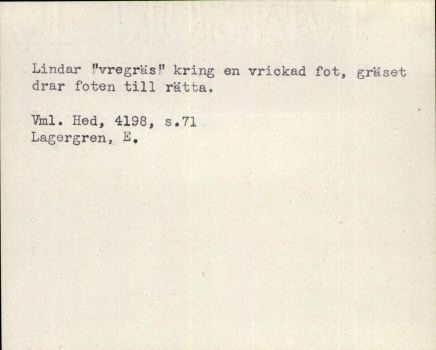 Lindar "vregräs" kring en vrickad fot, gräset
drar foten till rätta.
Vml. Hed, 4198, s.71
Lagergren, E.